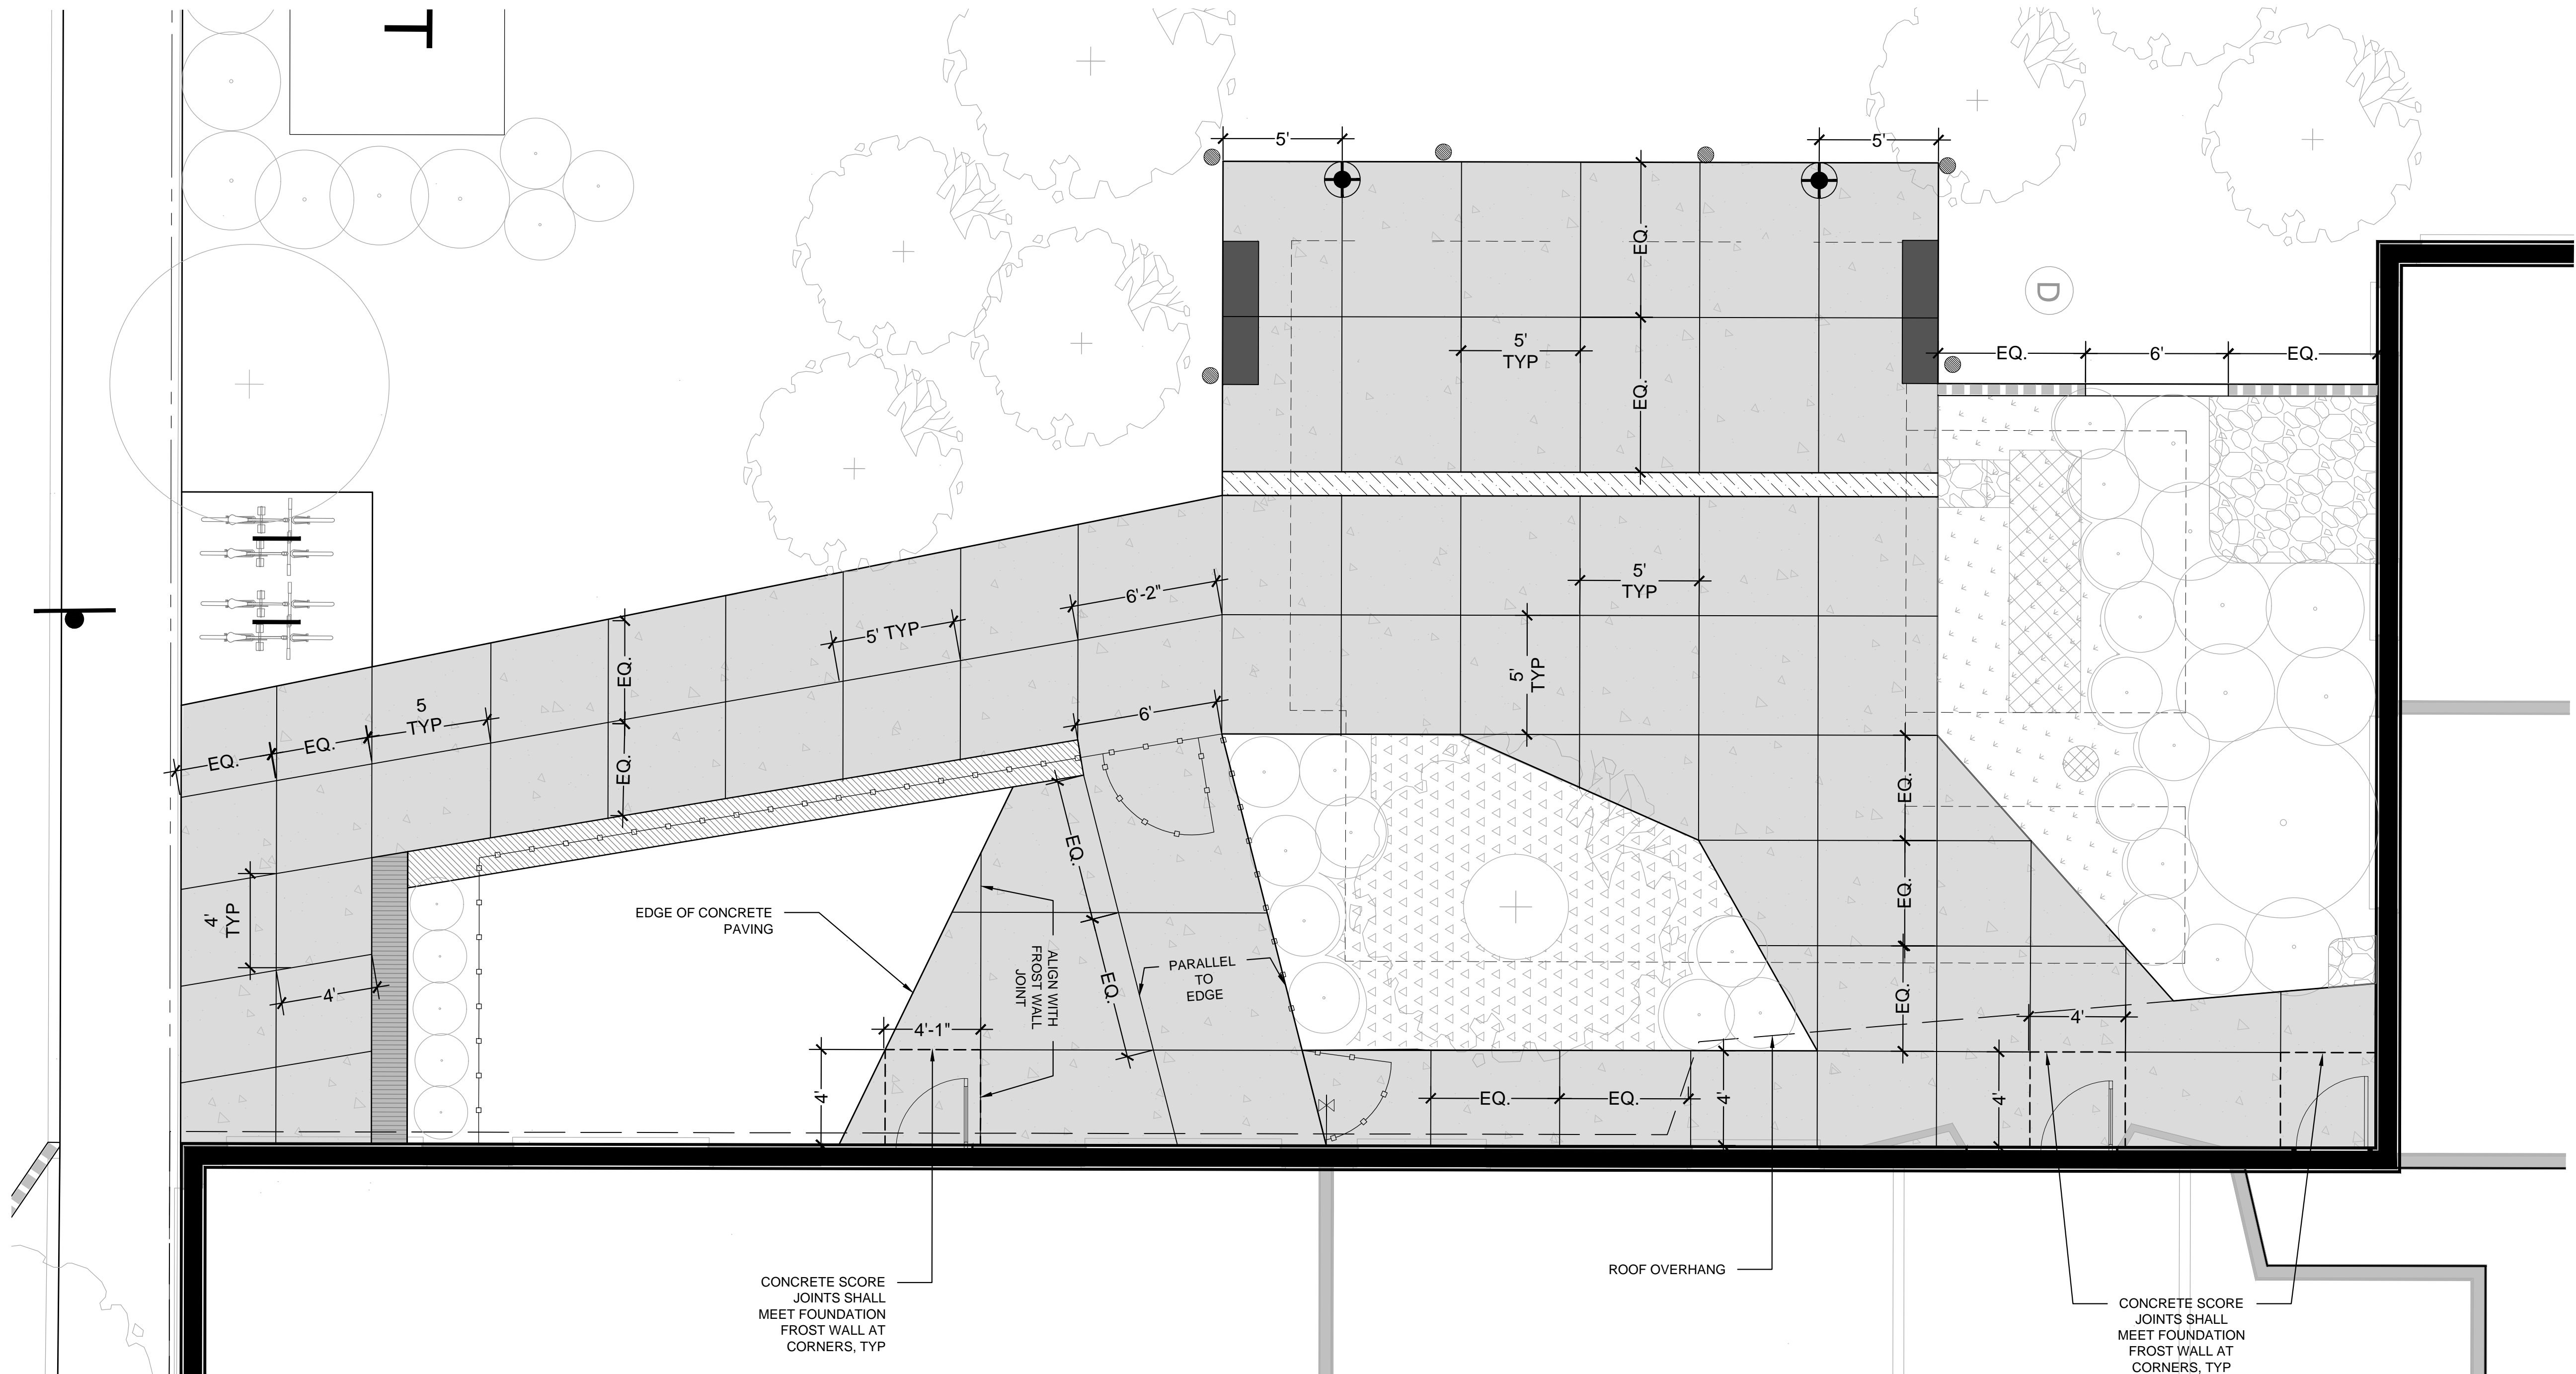 T
5'
5'
EQ.
D
5'
TYP
EQ.
EQ.
6'
EQ.
5'
TYP
6'-2"
5' TYP
5'
TYP
EQ.
6'
5
TYP
EQ.
EQ.
EQ.
EQ.
EQ.
4'
TYP
EDGE OF CONCRETE
PAVING
EQ.
4'
ALIGN WITH
FROST WALL
JOINT
EQ.
PARALLEL
TO
EDGE
4'-1"
EQ.
4'
4'
EQ.
EQ.
4'
4'
CONCRETE SCORE
JOINTS SHALL
MEET FOUNDATION
FROST WALL AT
CORNERS, TYP
ROOF OVERHANG
CONCRETE SCORE
JOINTS SHALL
MEET FOUNDATION
FROST WALL AT
CORNERS, TYP